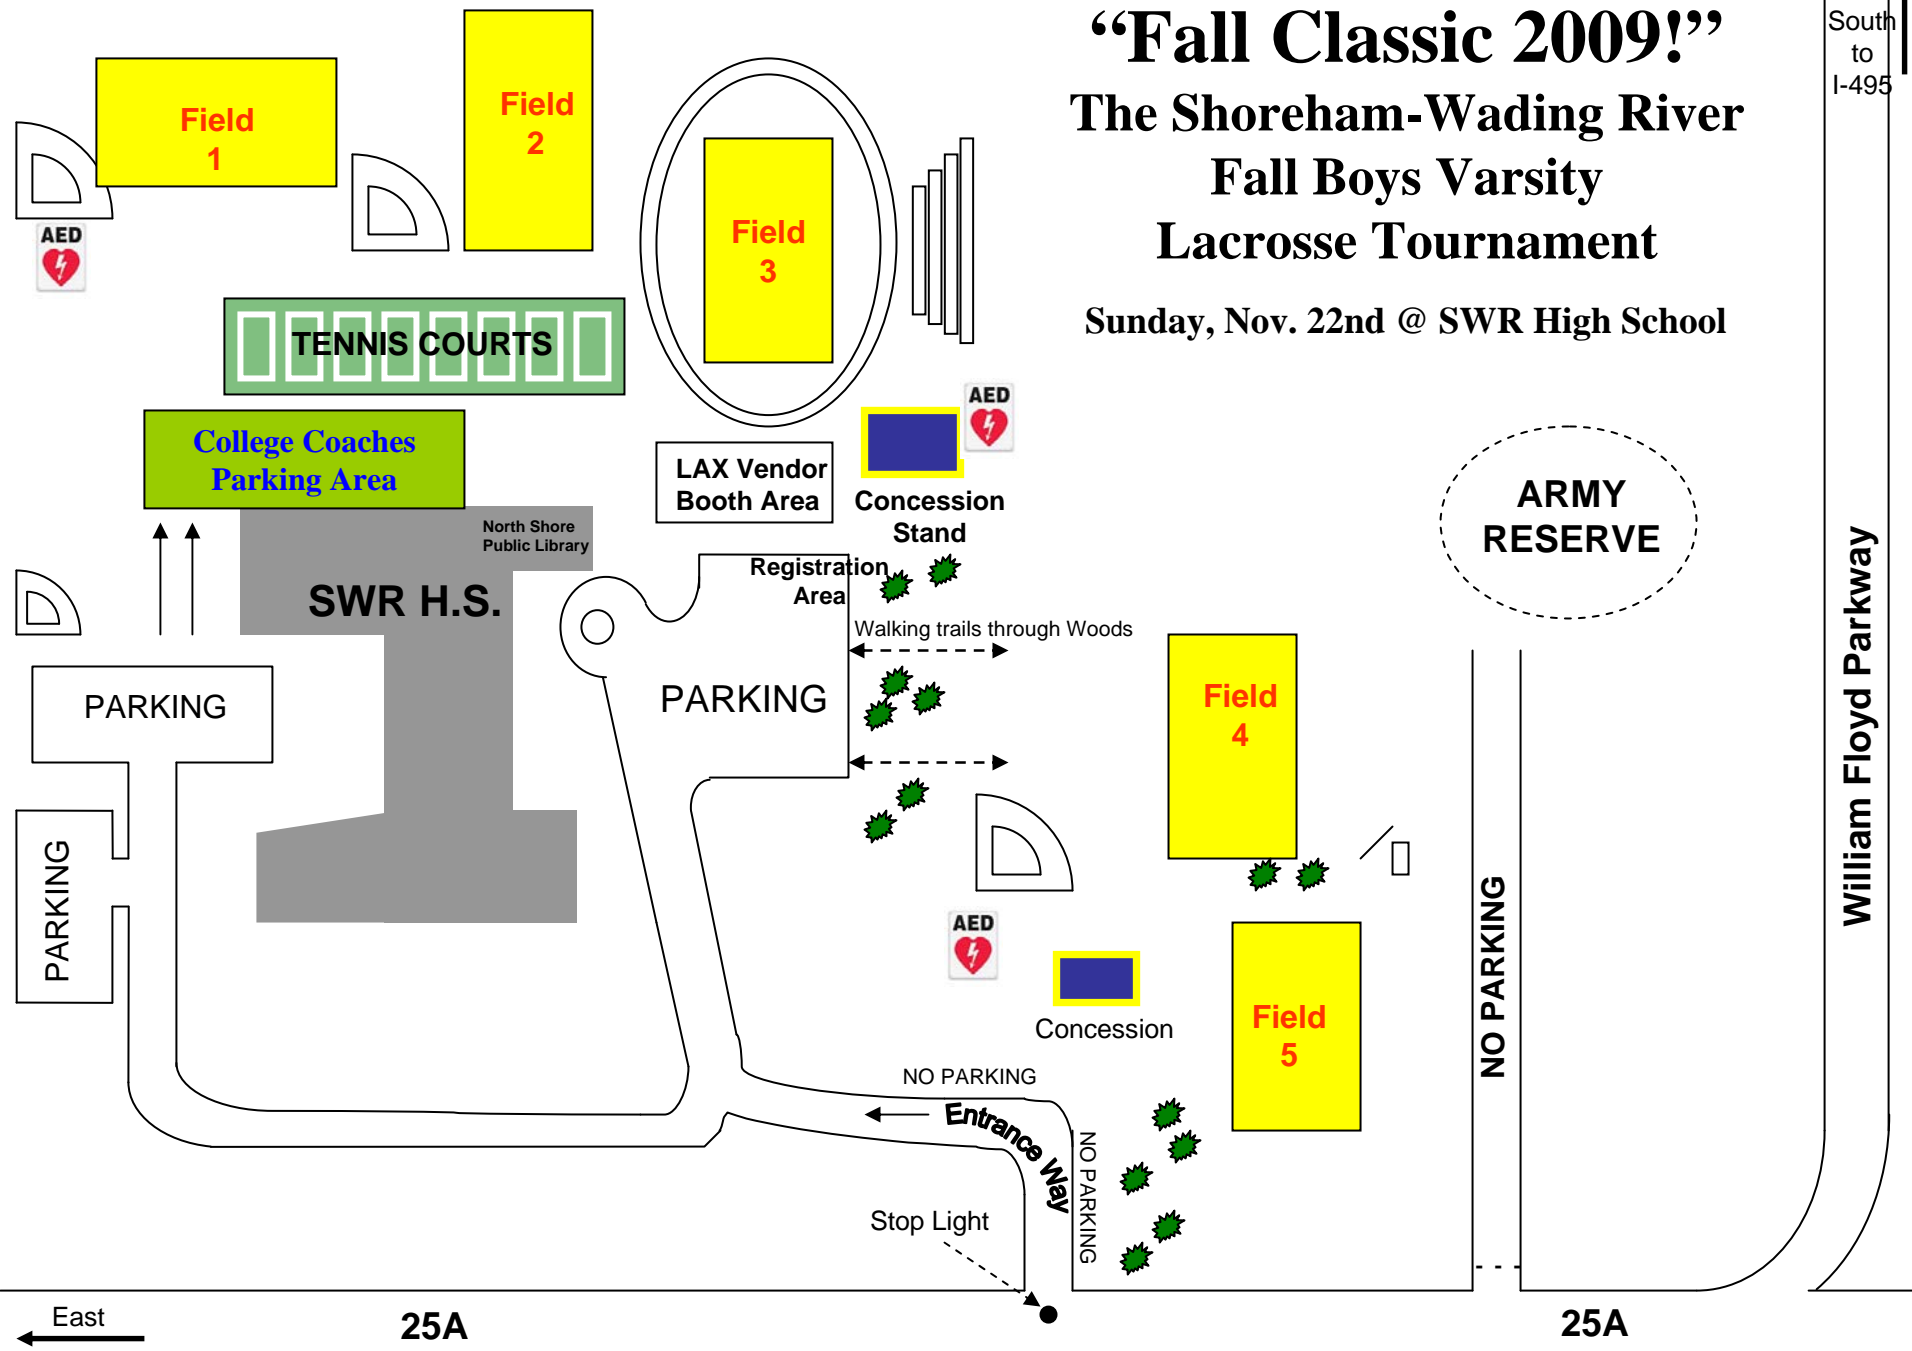 “Fall Classic 2009!”
The Shoreham-Wading River
Fall Boys Varsity
Lacrosse Tournament
Sunday, Nov. 22nd @ SWR High School
South
to
I-495
Field
1
Field
2
Field
3
AED
TENNIS COURTS
College Coaches
Parking Area
AED
LAX Vendor
Booth Area
Concession
Stand
North Shore
Public Library
SWR H.S.
Registration
Area
Walking trails through Woods
ARMY
RESERVE
William Floyd Parkway
PARKING
PARKING
Field
4
PARKING
NO PARKING
AED
Concession
Field
5
NO PARKING
Entrance Way
NO PARKING
Stop Light
East
25A
25A